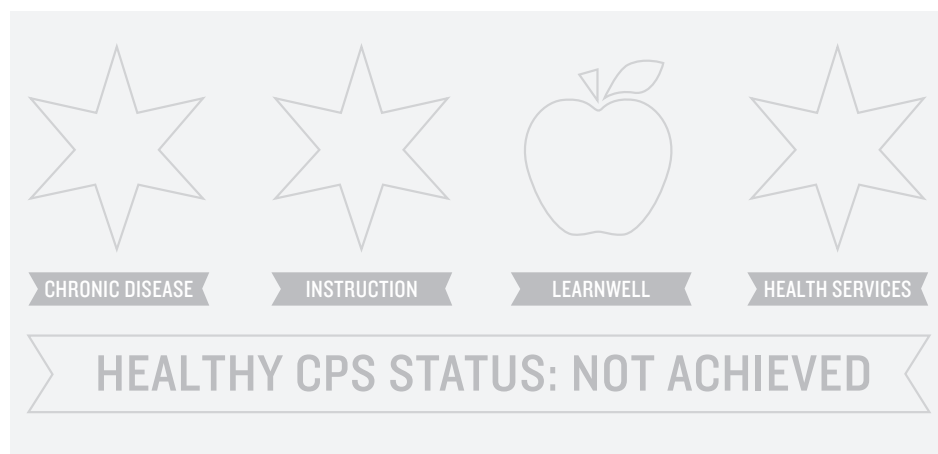 CHRONIC DISEASE
INSTRUCTION
LEARNWELL
HEALTH SERVICES
HEALTHY CPS STATUS: NOT ACHIEVED